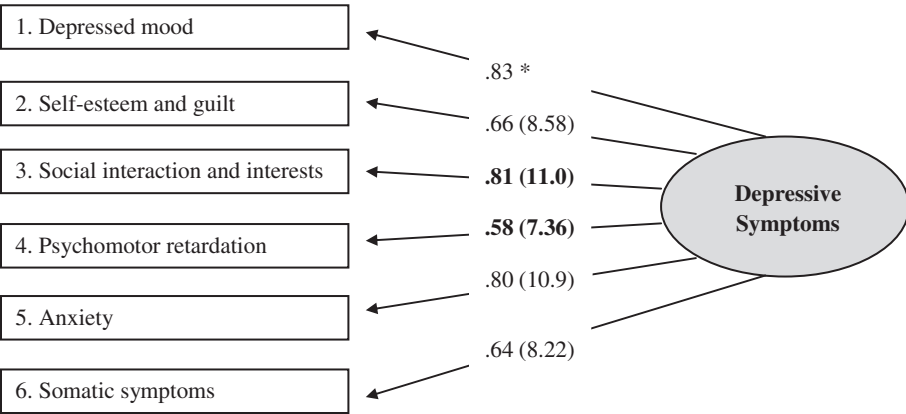 1. Depressed mood
.83 *
2. Self-esteem and guilt
.66 (8.58)
3. Social interaction and interests
.81 (11.0)
Depressive
Symptoms
.58 (7.36)
4. Psychomotor retardation
.80 (10.9)
5. Anxiety
.64 (8.22)
6. Somatic symptoms